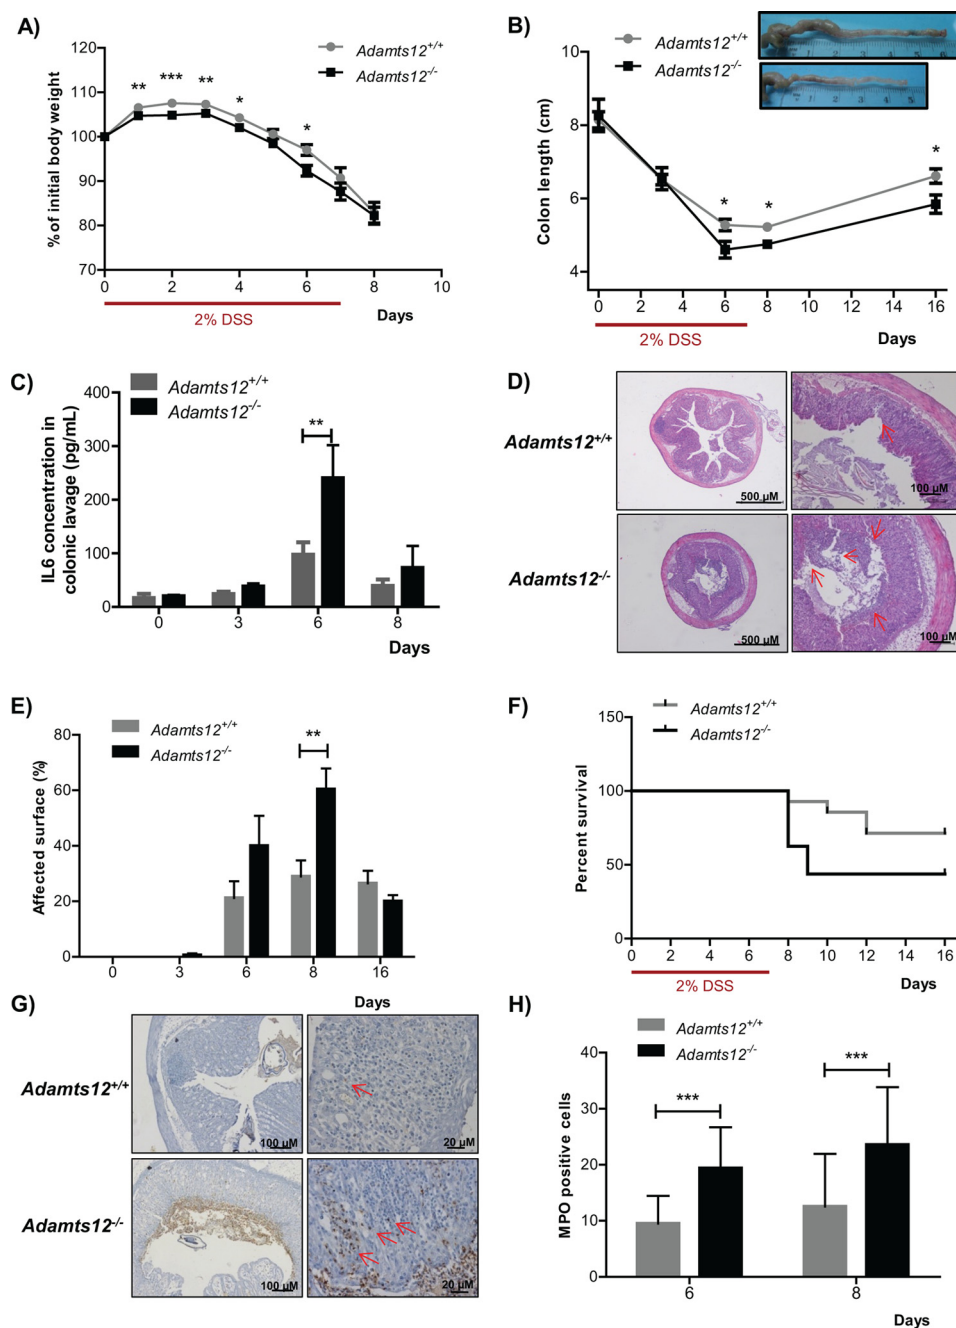 A)
Adamts12+/+
Adamts12-/-
% of initial body weight
120
110
100
90
80
70
** *** ** * *
0 2 4 6 8 10
2% DSS
Days
B)
Adamts12+/+
Adamts12-/-
Colon length (cm)
8
6
4
* * *
0 2 4 6 8 10 12 14 16
2% DSS
Days
C)
Adamts12+/+
Adamts12-/-
IL6 concentration in
colonic lavage (pg/mL)
400
300
200
100
0
**
0 3 6 8
Days
D)
Adamts12+/+
500 µM
100 µM
Adamts12-/-
500 µM
100 µM
E)
Adamts12+/+
Adamts12-/-
Affected surface (%)
80
60
40
20
0
**
0 3 6 8 16
Days
F)
Adamts12+/+
Adamts12-/-
Percent survival
150
100
50
0
0 2 4 6 8 10 12 14 16
2% DSS
Days
G)
Adamts12+/+
100 µM
20 µM
Adamts12-/-
100 µM
20 µM
H)
Adamts12+/+
Adamts12-/-
MPO positive cells
40
30
20
10
0
*** ***
6 8
Days